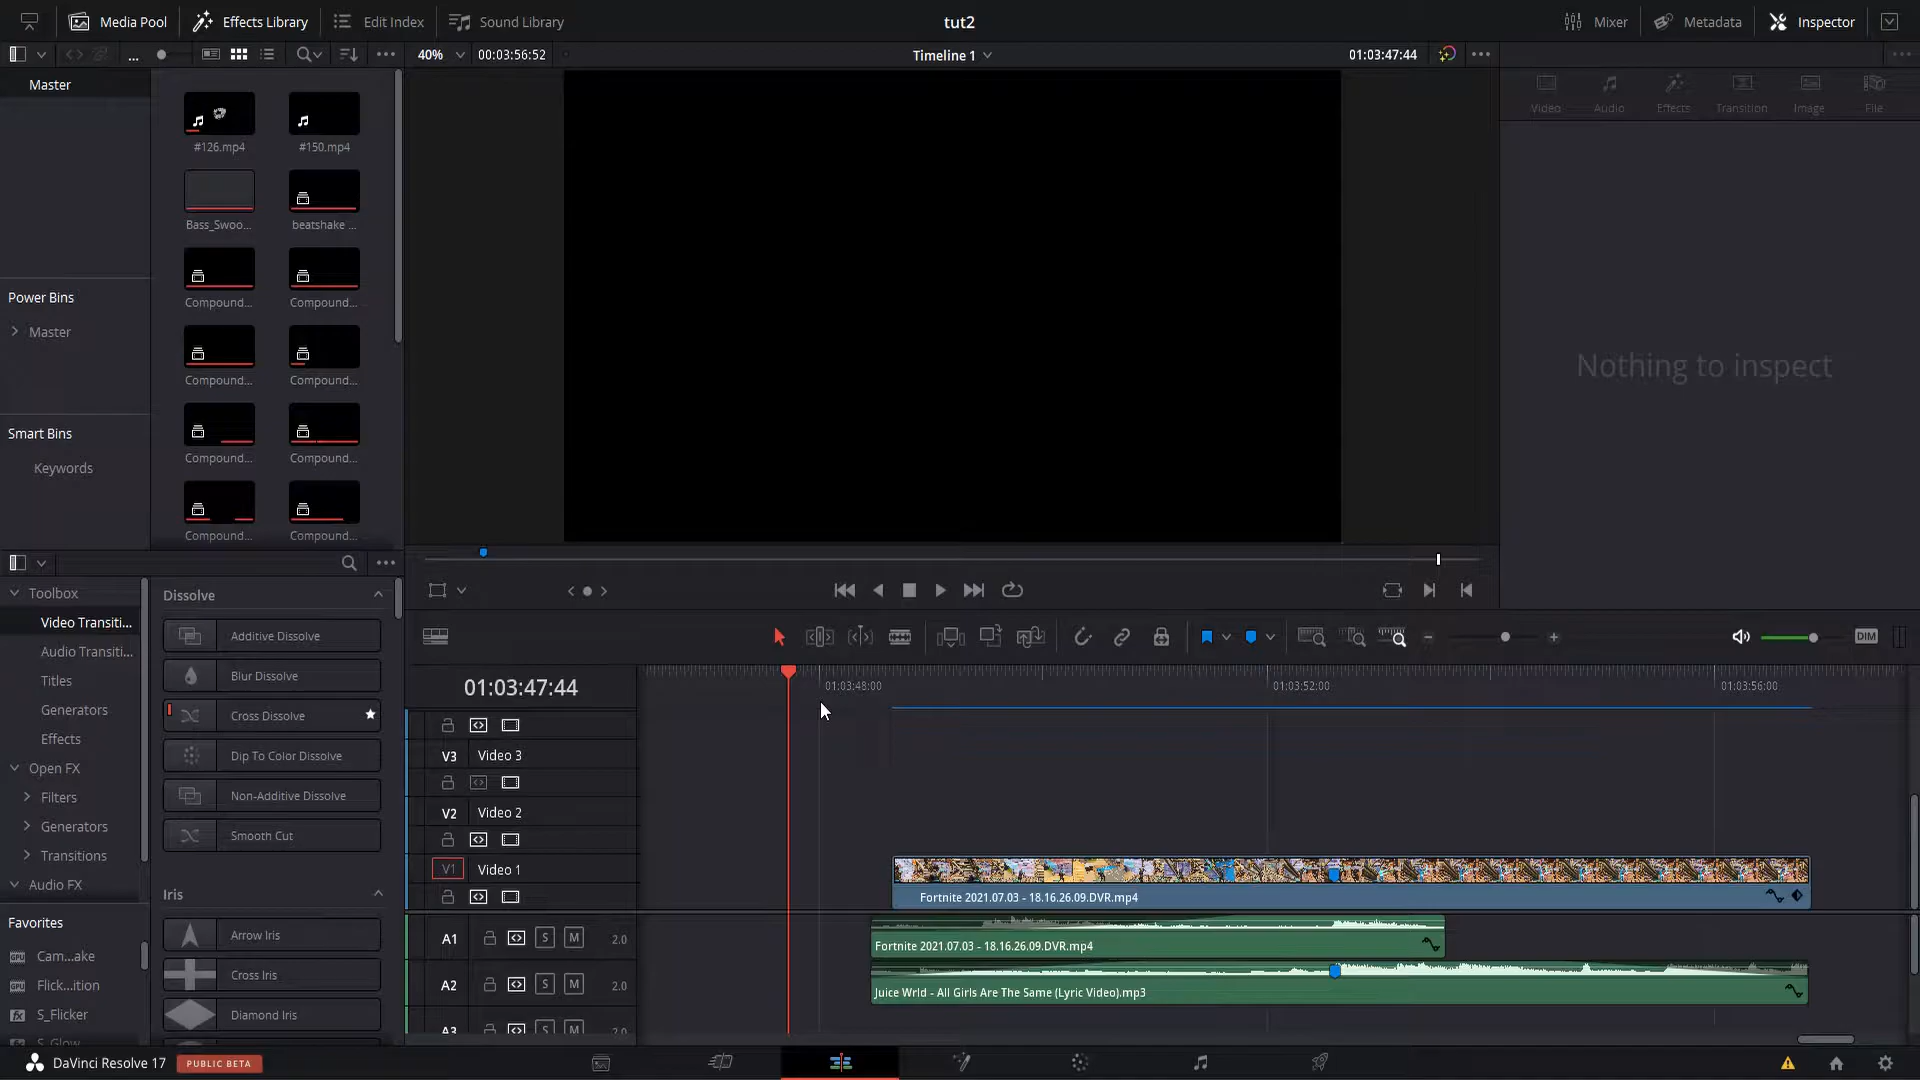 Media Pool
Effects Library
Edit Index
Sound Library
tut2
Mixer
Metadata
Inspector
...
40%
00:03:56:52
Timeline 1
01:03:47:44
Master
#126.mp4
#150.mp4
Video
Audio
Effects
Transition
Image
File
Bass_Swoo...
beatshake ...
Compound...
Compound...
Power Bins
Master
Compound...
Compound...
Nothing to inspect
Smart Bins
Keywords
Compound...
Compound...
Compound...
Compound...
Toolbox
Video Transiti...
Audio Transiti...
Titles
Generators
Effects
Open FX
Filters
Generators
Transitions
Audio FX
Favorites
Cam...ake
Flick...ition
S_Flicker
S_Glow
Dissolve
Additive Dissolve
Blur Dissolve
Cross Dissolve
Dip To Color Dissolve
Non-Additive Dissolve
Smooth Cut
Iris
Arrow Iris
Cross Iris
Diamond Iris
DIM
01:03:47:44
01:03:48:00
01:03:52:00
01:03:56:00
V3 Video 3
V2 Video 2
V1 Video 1
Fortnite 2021.07.03 - 18.16.26.09.DVR.mp4
A1 S M 2.0
Fortnite 2021.07.03 - 18.16.26.09.DVR.mp4
A2 S M 2.0
Juice Wrld - All Girls Are The Same (Lyric Video).mp3
A3 S M 2.0
DaVinci Resolve 17
PUBLIC BETA